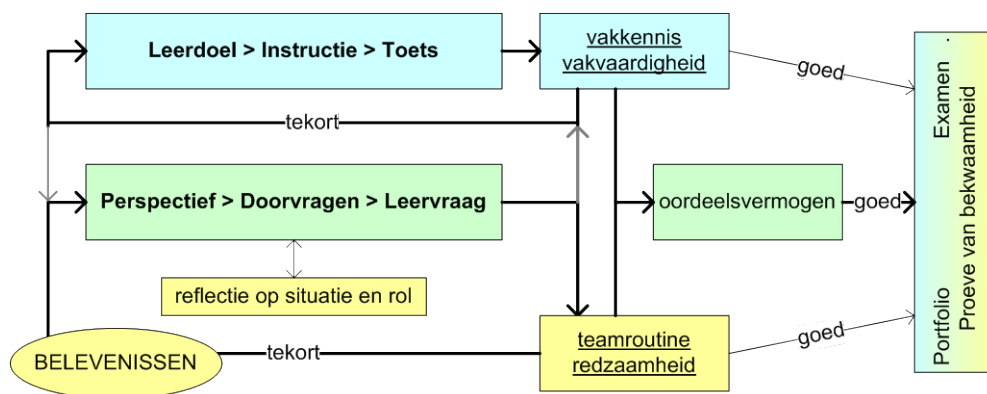 Leerdoel > Instructie > Toets
vakkennis
vakvaardigheid
goed
tekort
Perspectief > Doorvragen > Leervraag
oordeelsvermogen
goed
reflectie op situatie en rol
BELEVENISSEN
tekort
teamroutine
redzaamheid
goed
Portfolio Examen
Proeve van bekwaamheid